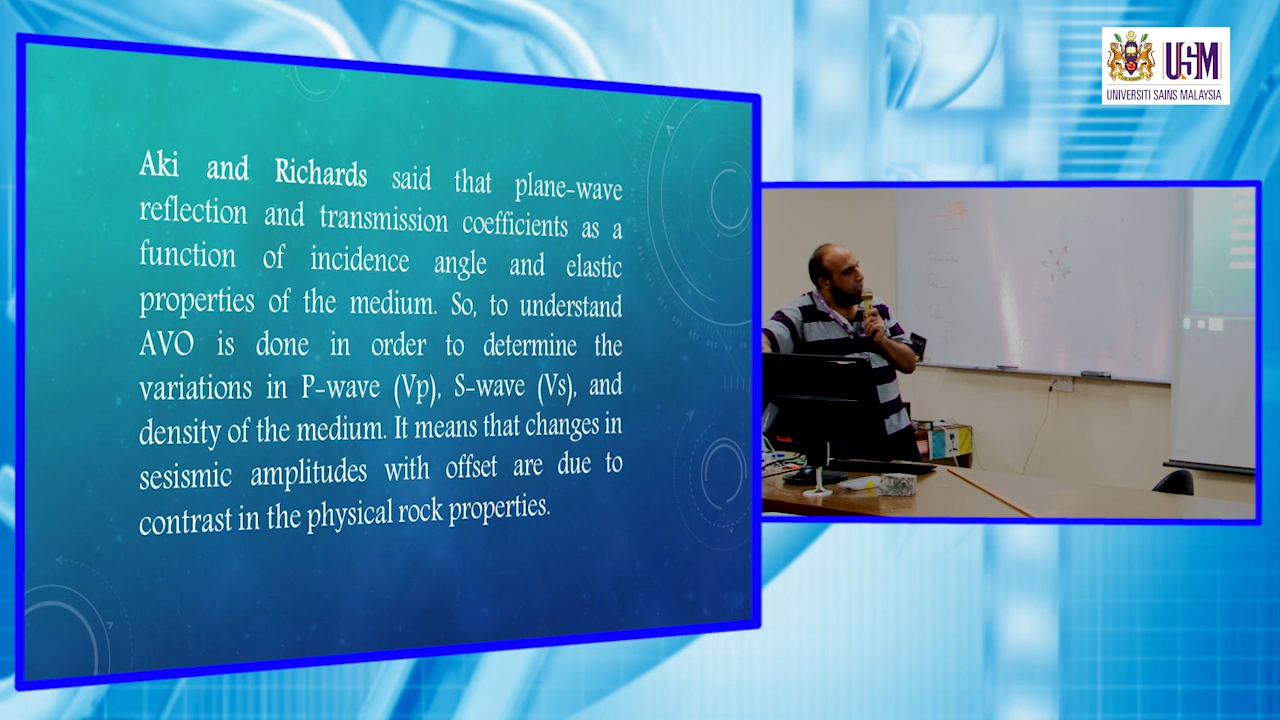 Aki and Richards said that plane-wave
reflection and transmission coefficients as a
function of incidence angle and elastic
properties of the medium. So, to understand
AVO is done in order to determine the
variations in P-wave (Vp), S-wave (Vs), and
density of the medium. It means that changes in
sesismic amplitudes with offset are due to
contrast in the physical rock properties.
USM
UNIVERSITI SAINS MALAYSIA